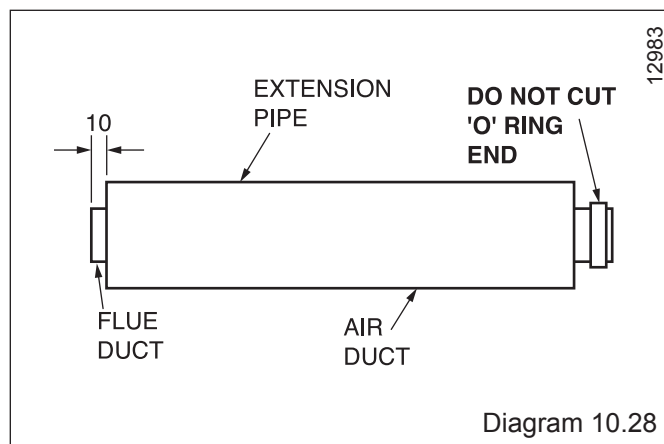 12983
EXTENSION
PIPE
DO NOT CUT
'O' RING
END
10
FLUE
DUCT
AIR
DUCT
Diagram 10.28